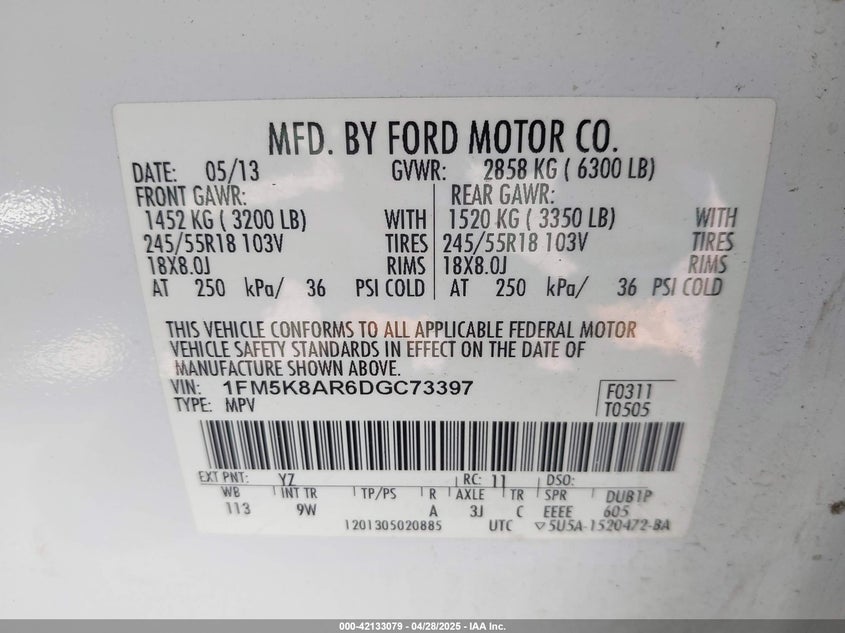 MFD. BY FORD MOTOR CO.
DATE: 05/13 GVWR: 2858 KG ( 6300 LB)
FRONT GAWR: REAR GAWR:
1452 KG ( 3200 LB) WITH 1520 KG ( 3350 LB) WITH
245/55R18 103V TIRES 245/55R18 103V TIRES
18X8.0J RIMS 18X8.0J RIMS
AT 250 kPa/ 36 PSI COLD AT 250 kPa/ 36 PSI COLD
THIS VEHICLE CONFORMS TO ALL APPLICABLE FEDERAL MOTOR
VEHICLE SAFETY STANDARDS IN EFFECT ON THE DATE OF
MANUFACTURE SHOWN ABOVE.
VIN: 1FM5K8AR6DGC73397 F0311
TYPE: MPV T0505
EXT PNT: YZ RC: 11 DSO:
WB INT TR TP/PS R AXLE TR SPR DUB1P
113 9W A 3J C EEEE 605
1201305020885 UTC ▽5U5A-1520472-BA
000-42133079 - 04/28/2025 - IAA Inc.